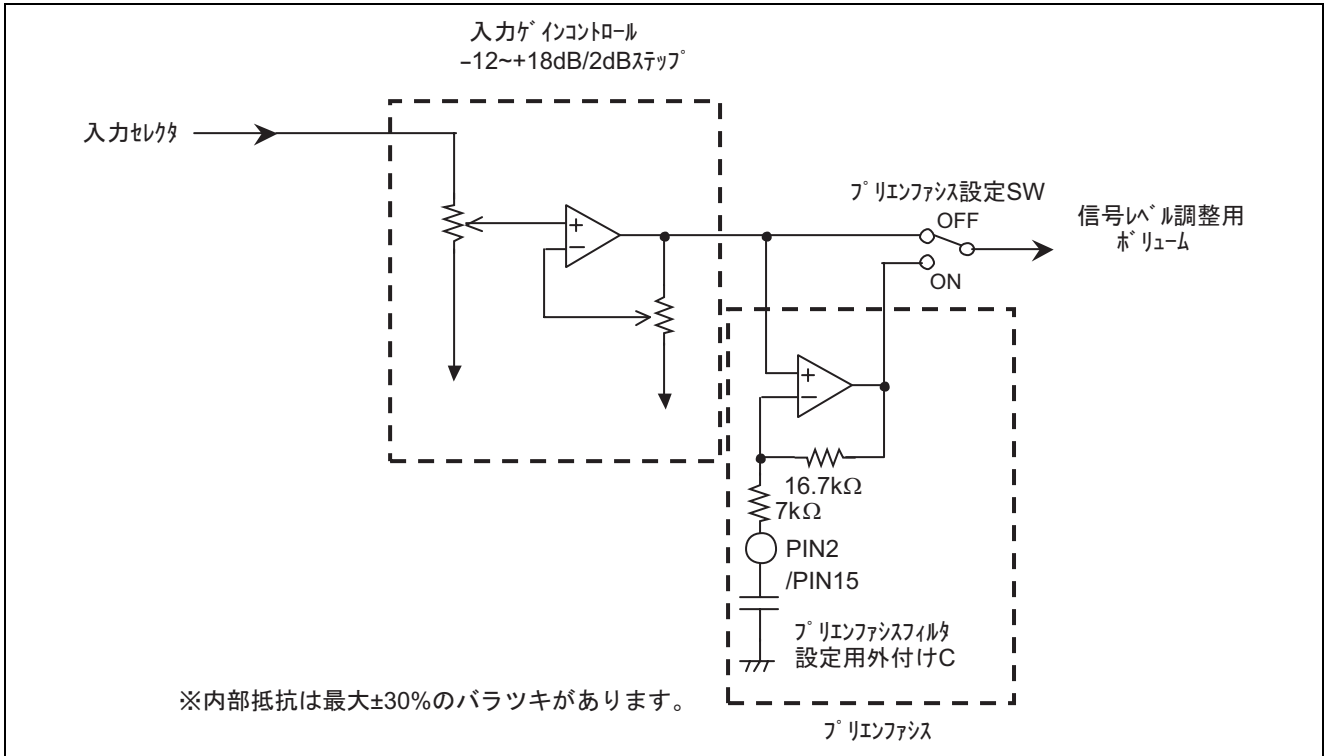 入力ｹﾞｲﾝｺﾝﾄﾛｰﾙ
−12~+18dB/2dBｽﾃｯﾌﾟ
入力ｾﾚｸﾀ
ﾌﾟﾘｴﾝﾌｧｼｽ設定SW
OFF
信号ﾚﾍﾞﾙ調整用
ﾎﾞﾘｭｰﾑ
ON
+
−
+
−
16.7kΩ
7kΩ
PIN2
/PIN15
ﾌﾟﾘｴﾝﾌｧｼｽﾌｨﾙﾀ
設定用外付けC
※内部抵抗は最大±30%のバラツキがあります。
ﾌﾟﾘｴﾝﾌｧｼｽ